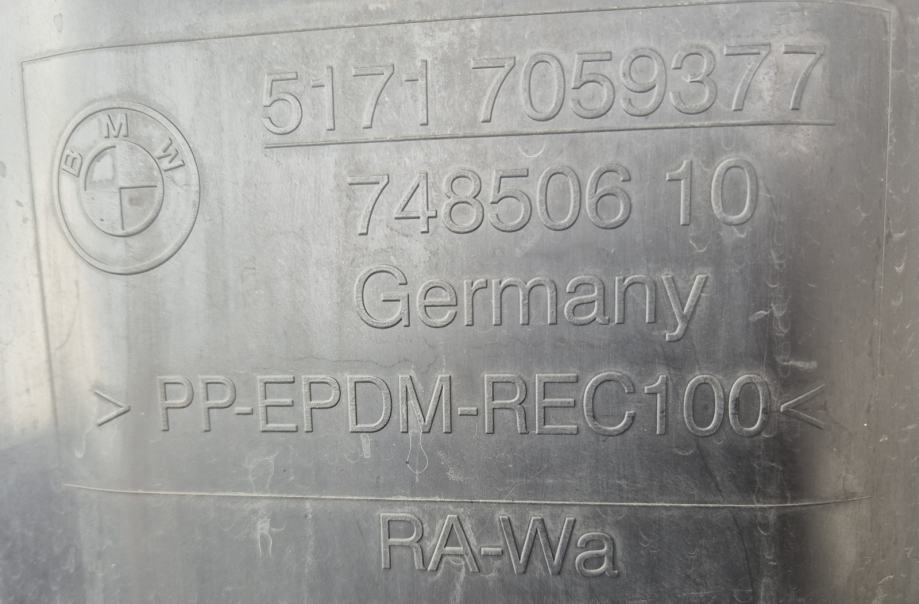 BMW
5171 7059377
748506 10
Germany
> PP-EPDM-REC100 <
RA-Wa